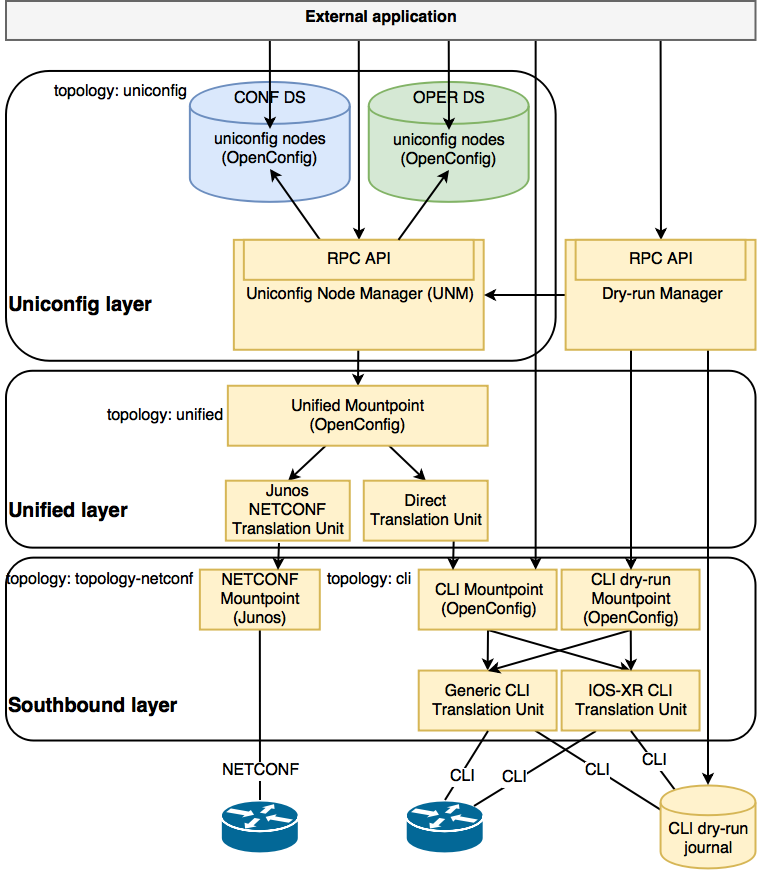 External application
topology: uniconfig
CONF DS
OPER DS
uniconfig nodes
(OpenConfig)
uniconfig nodes
(OpenConfig)
RPC API
Uniconfig Node Manager (UNM)
RPC API
Dry-run Manager
Uniconfig layer
topology: unified
Unified Mountpoint
(OpenConfig)
Junos
NETCONF
Translation Unit
Direct
Translation Unit
Unified layer
topology: topology-netconf
NETCONF
Mountpoint
(Junos)
topology: cli
CLI Mountpoint
(OpenConfig)
CLI dry-run
Mountpoint
(OpenConfig)
Generic CLI
Translation Unit
IOS-XR CLI
Translation Unit
Southbound layer
NETCONF
CLI
CLI
CLI
CLI
CLI dry-run
journal